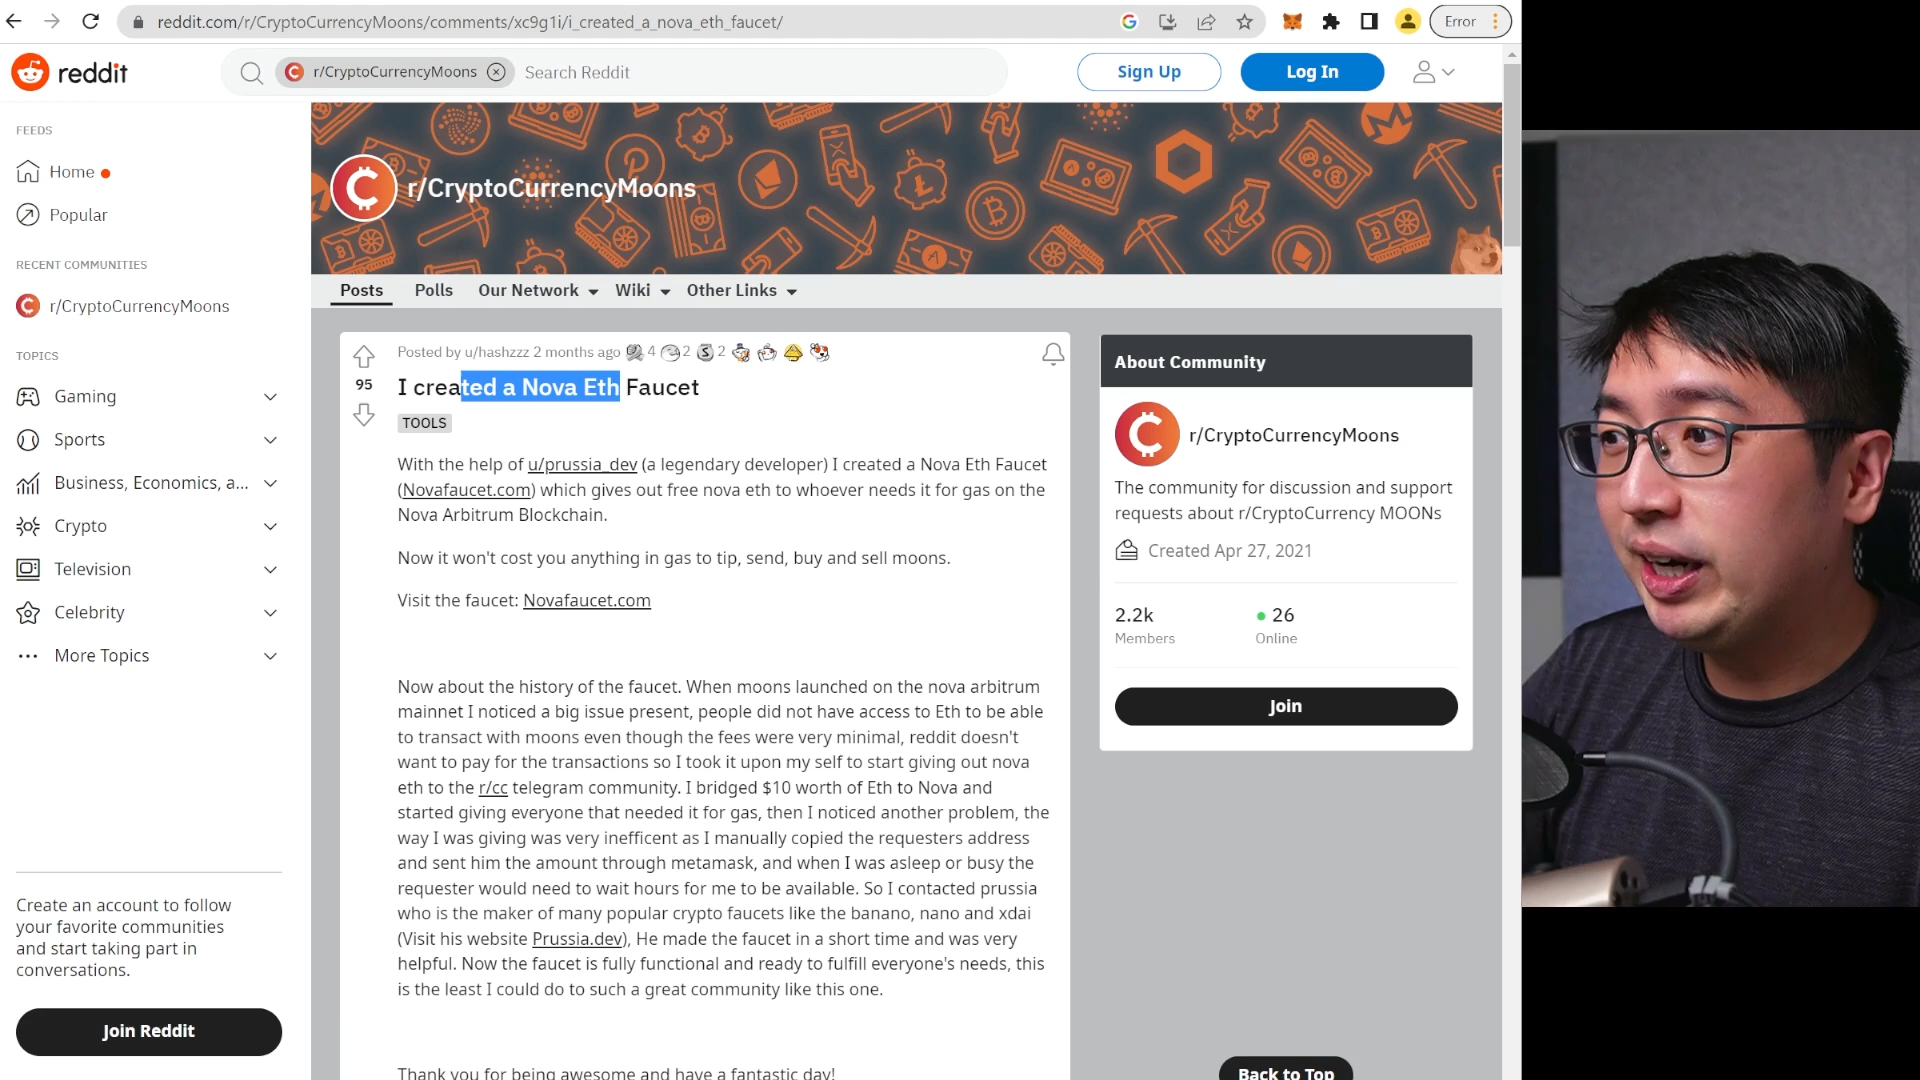 reddit.com/r/CryptoCurrencyMoons/comments/xc9g1i/i_created_a_nova_eth_faucet/
Error
reddit
r/CryptoCurrencyMoons
Search Reddit
Sign Up
Log In
FEEDS
Home
Popular
RECENT COMMUNITIES
r/CryptoCurrencyMoons
TOPICS
Gaming
Sports
Business, Economics, a...
Crypto
Television
Celebrity
More Topics
Create an account to follow
your favorite communities
and start taking part in
conversations.
Join Reddit
r/CryptoCurrencyMoons
Posts
Polls
Our Network
Wiki
Other Links
Posted by u/hashzzz 2 months ago 4 2 2
95
I created a Nova Eth Faucet
TOOLS
With the help of u/prussia_dev (a legendary developer) I created a Nova Eth Faucet
(Novafaucet.com) which gives out free nova eth to whoever needs it for gas on the
Nova Arbitrum Blockchain.
Now it won't cost you anything in gas to tip, send, buy and sell moons.
Visit the faucet: Novafaucet.com
Now about the history of the faucet. When moons launched on the nova arbitrum
mainnet I noticed a big issue present, people did not have access to Eth to be able
to transact with moons even though the fees were very minimal, reddit doesn't
want to pay for the transactions so I took it upon my self to start giving out nova
eth to the r/cc telegram community. I bridged $10 worth of Eth to Nova and
started giving everyone that needed it for gas, then I noticed another problem, the
way I was giving was very inefficent as I manually copied the requesters address
and sent him the amount through metamask, and when I was asleep or busy the
requester would need to wait hours for me to be available. So I contacted prussia
who is the maker of many popular crypto faucets like the banano, nano and xdai
(Visit his website Prussia.dev), He made the faucet in a short time and was very
helpful. Now the faucet is fully functional and ready to fulfill everyone's needs, this
is the least I could do to such a great community like this one.
Thank you for being awesome and have a fantastic day!
About Community
r/CryptoCurrencyMoons
The community for discussion and support
requests about r/CryptoCurrency MOONs
Created Apr 27, 2021
2.2k
26
Members
Online
Join
Back to Top